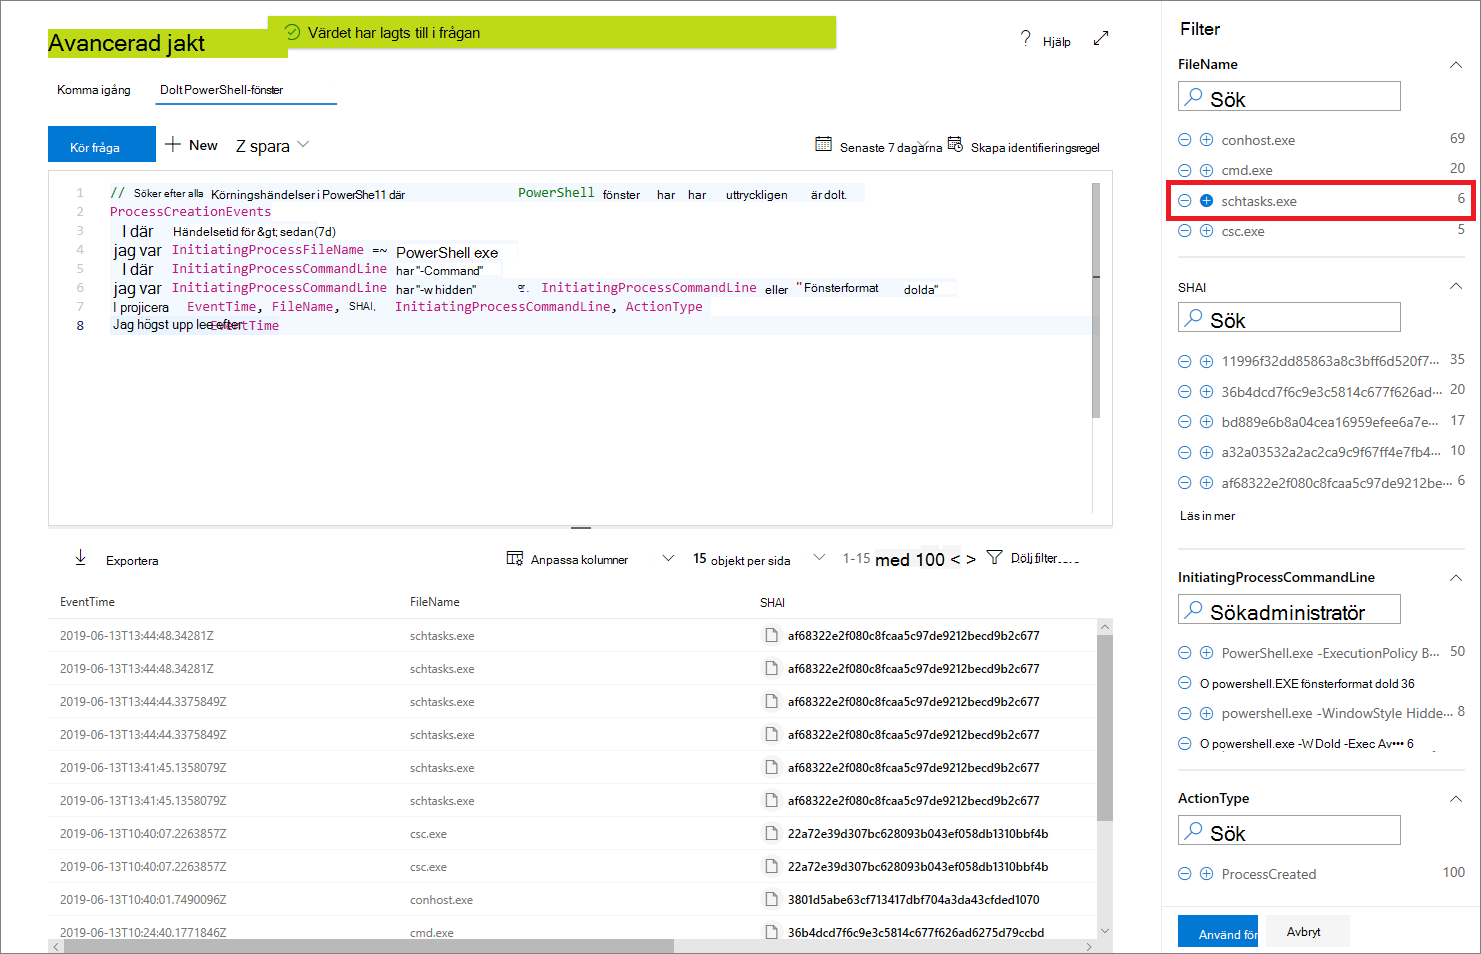 Avancerad jakt
Värdet har lagts till i frågan
? Hjälp
Komma igång
Dolt PowerShell-fönster
Kör fråga
New
Z spara
Senaste 7 dagarna
Skapa identifieringsregel
1 // Söker efter alla Körningshändelser i PowerShe11 där PowerShell fönster har har uttryckligen är dolt.
2 ProcessCreationEvents
3 I där Händelsetid för &gt; sedan(7d)
4 jag var InitiatingProcessFileName =~ PowerShell exe
5 I där InitiatingProcessCommandLine har "-Command"
6 jag var InitiatingProcessCommandLine har "-w hidden" InitiatingProcessCommandLine eller "Fönsterformat dolda"
7 I projicera EventTime, FileName, SHAI, InitiatingProcessCommandLine, ActionType
8 Jag högst upp efter EventTime
Exportera
Anpassa kolumner
15 objekt per sida
1-15 med 100 < >
Dölj filter
EventTime FileName SHAI
2019-06-13T13:44:48.34281Z schtasks.exe af68322e2f080c8fcaa5c97de9212becd9b2c677
2019-06-13T13:44:48.34281Z schtasks.exe af68322e2f080c8fcaa5c97de9212becd9b2c677
2019-06-13T13:44:44.3375849Z schtasks.exe af68322e2f080c8fcaa5c97de9212becd9b2c677
2019-06-13T13:44:44.3375849Z schtasks.exe af68322e2f080c8fcaa5c97de9212becd9b2c677
2019-06-13T13:41:45.1358079Z schtasks.exe af68322e2f080c8fcaa5c97de9212becd9b2c677
2019-06-13T13:41:45.1358079Z schtasks.exe af68322e2f080c8fcaa5c97de9212becd9b2c677
2019-06-13T10:40:07.2263857Z csc.exe 22a72e39d307bc628093b043ef058db1310bbf4b
2019-06-13T10:40:07.2263857Z csc.exe 22a72e39d307bc628093b043ef058db1310bbf4b
2019-06-13T10:40:01.7490096Z conhost.exe 3801d5abe63cf713417dbf704a3da43cfded1070
2019-06-13T10:24:40.1771846Z cmd.exe 36b4dcd7f6c9e3c5814c677f626ad6275d79ccbd
Filter
FileName
Sök
conhost.exe 69
cmd.exe 20
schtasks.exe 6
csc.exe 5
SHAI
Sök
11996f32dd85863a8c3bff6d520f7... 35
36b4dcd7f6c9e3c5814c677f626ad... 20
bd889e6b8a04cea16959efee6a7e... 17
a32a03532a2ac2ca9c9f67ff4e7fb4... 10
af68322e2f080c8fcaa5c97de9212be... 6
Läs in mer
InitiatingProcessCommandLine
Sökadministratör
PowerShell.exe -ExecutionPolicy B... 50
O powershell.EXE fönsterformat dold 36
powershell.exe -WindowStyle Hidde... 8
O powershell.exe -W Dold -Exec Av••• 6
ActionType
Sök
ProcessCreated 100
Använd för
Avbryt